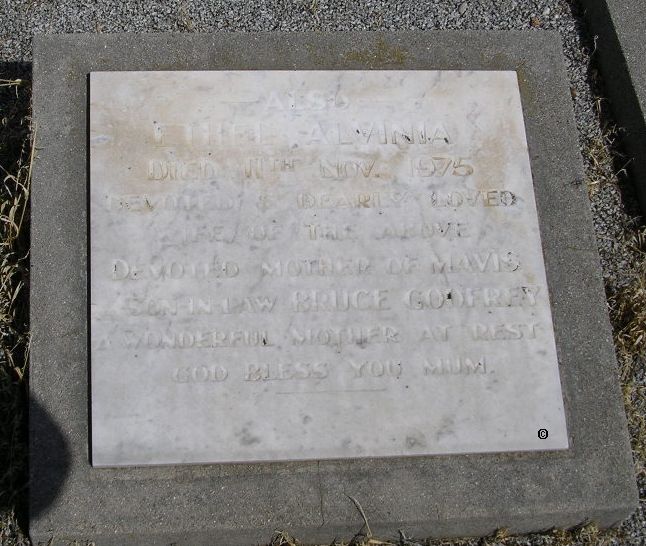 ALSO
ETHEL ALVINIA
DIED 11TH NOV. 1975
DEVOTED & DEARLY LOVED
WIFE OF THE ABOVE
DEVOTED MOTHER OF MAVIS
& SON-IN-LAW BRUCE GODFREY
A WONDERFUL MOTHER AT REST
GOD BLESS YOU MUM.
©